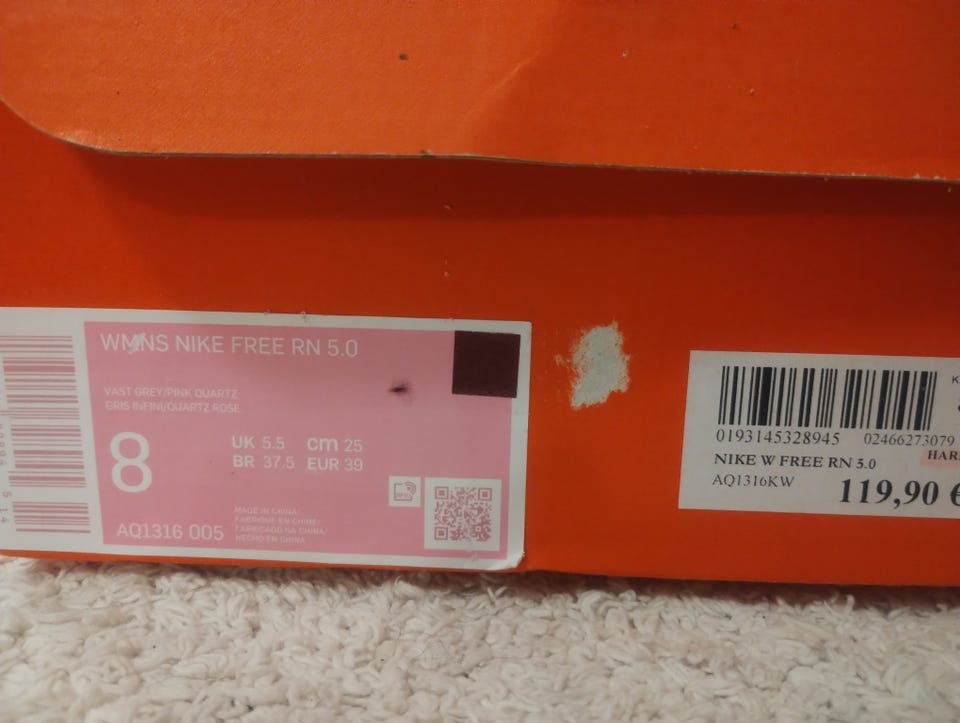 WMNS NIKE FREE RN 5.0
VAST GREY/PINK QUARTZ
GRIS INFINI/QUARTZ ROSE
8
UK 5.5 cm 25
BR 37.5 EUR 39
AQ1316 005
MADE IN CHINA/
FABRIQUÉ EN CHINE/
FABRICADO NA CHINA/
HECHO EN CHINA
0193145328945 02466273079
HAR
NIKE W FREE RN 5.0
AQ1316KW
119,90 €